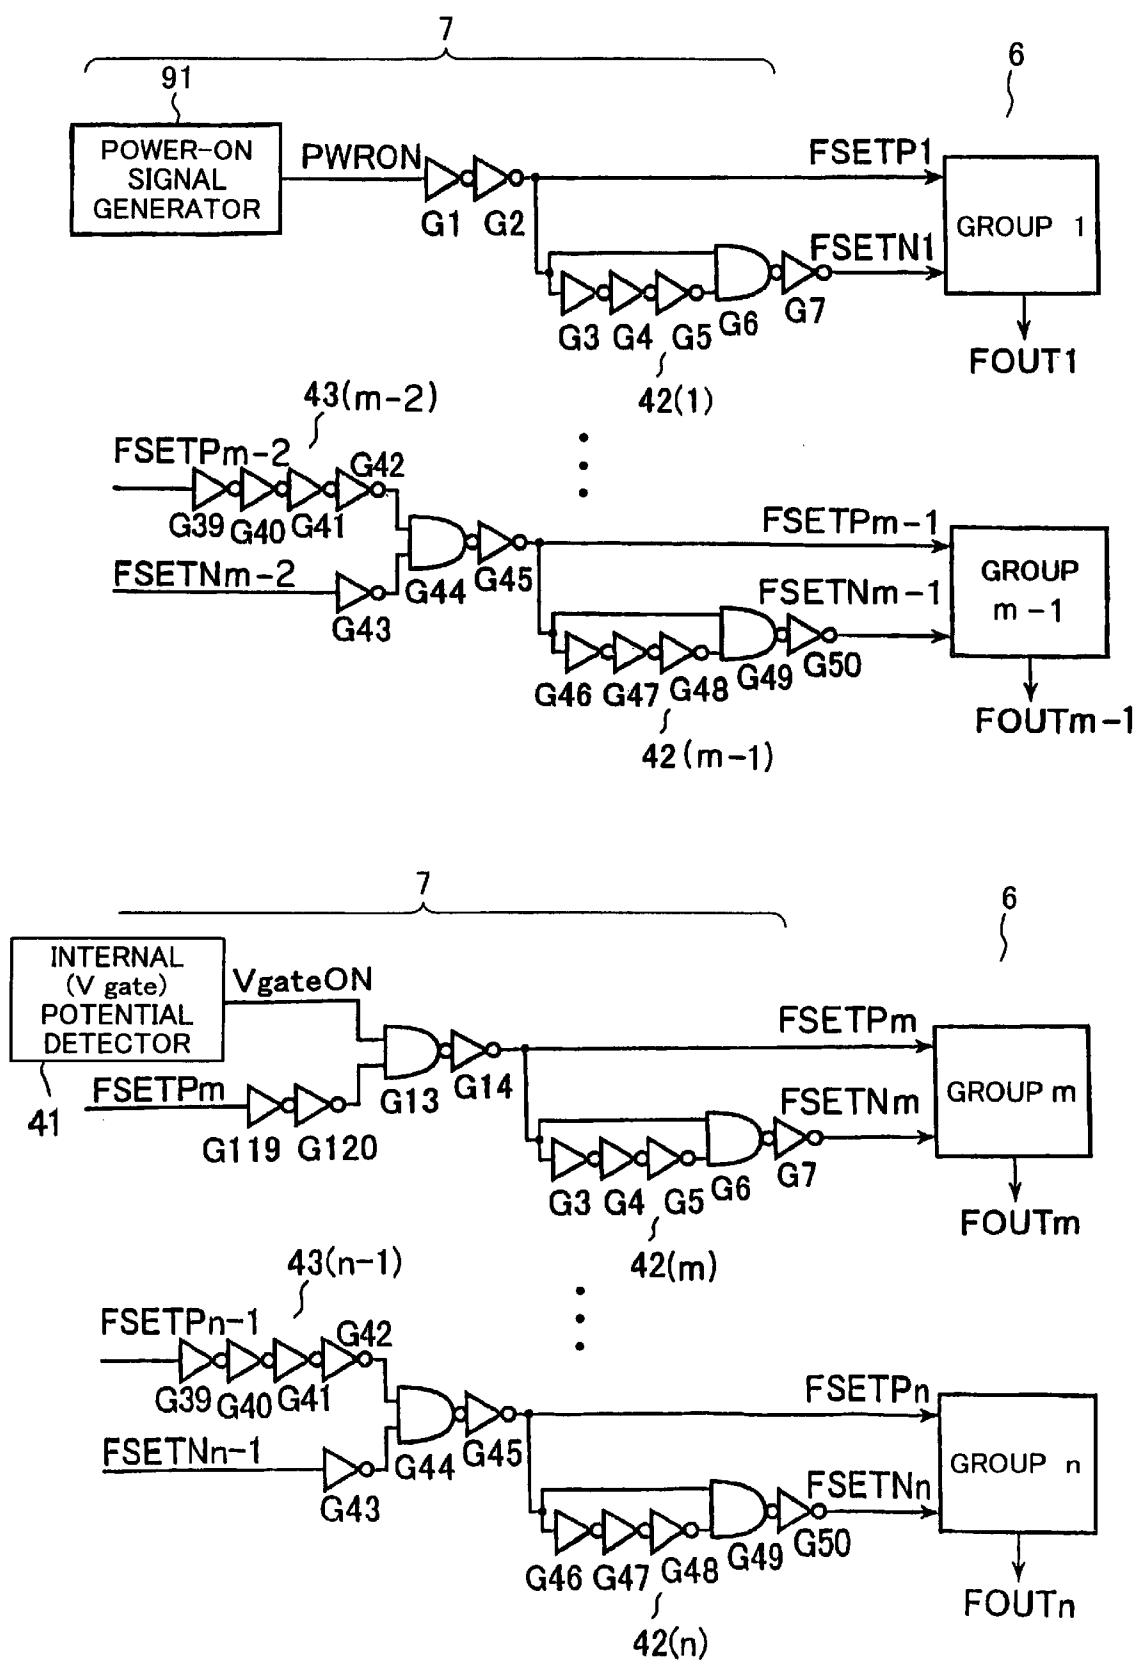 7
6
91
POWER-ON
SIGNAL
GENERATOR
PWRON
G1 G2
FSETP1
FSETN1
GROUP 1
G3 G4 G5 G6 G7
42(1)
FOUT1
43(m-2)
FSETPm-2
G39 G40 G41 G42
FSETNm-2
G43 G44 G45
FSETPm-1
FSETNm-1
GROUP
m-1
G46 G47 G48 G49 G50
42(m-1)
FOUTm-1
7
6
INTERNAL
(V gate)
POTENTIAL
DETECTOR
41
VgateON
FSETPm
G119 G120
G13 G14
FSETPm
FSETNm
GROUP m
G3 G4 G5 G6 G7
42(m)
FOUTm
43(n-1)
FSETPn-1
G39 G40 G41 G42
FSETNn-1
G43 G44 G45
FSETPn
FSETNn
GROUP n
G46 G47 G48 G49 G50
42(n)
FOUTn